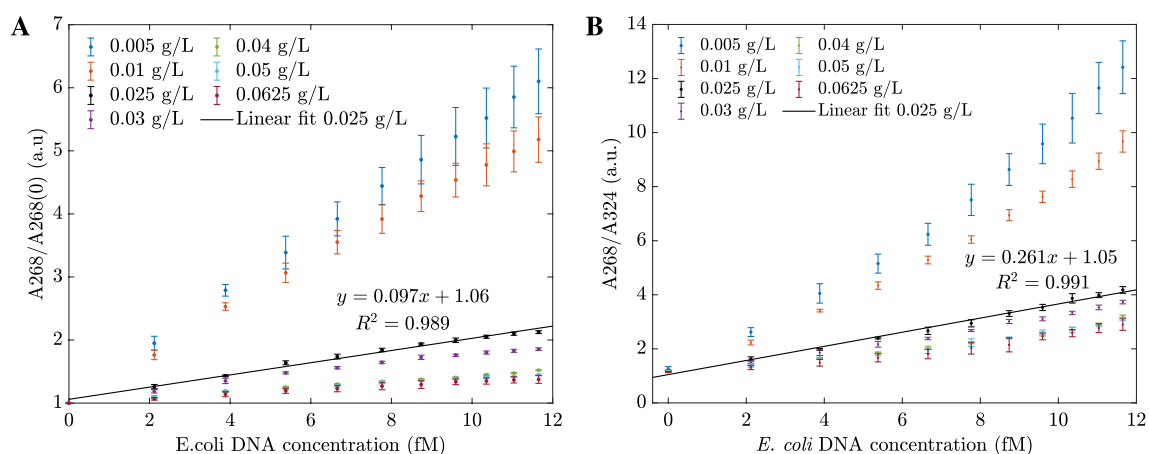 A
7
6
5
4
3
2
1
A268/A268(0) (a.u)
0.005 g/L
0.01 g/L
0.025 g/L
0.03 g/L
0.04 g/L
0.05 g/L
0.0625 g/L
Linear fit 0.025 g/L
y = 0.097x + 1.06
R² = 0.989
0 2 4 6 8 10 12
E.coli DNA concentration (fM)
B
14
12
10
8
6
4
2
0
A268/A324 (a.u.)
0.005 g/L
0.01 g/L
0.025 g/L
0.03 g/L
0.04 g/L
0.05 g/L
0.0625 g/L
Linear fit 0.025 g/L
y = 0.261x + 1.05
R² = 0.991
0 2 4 6 8 10 12
E. coli DNA concentration (fM)